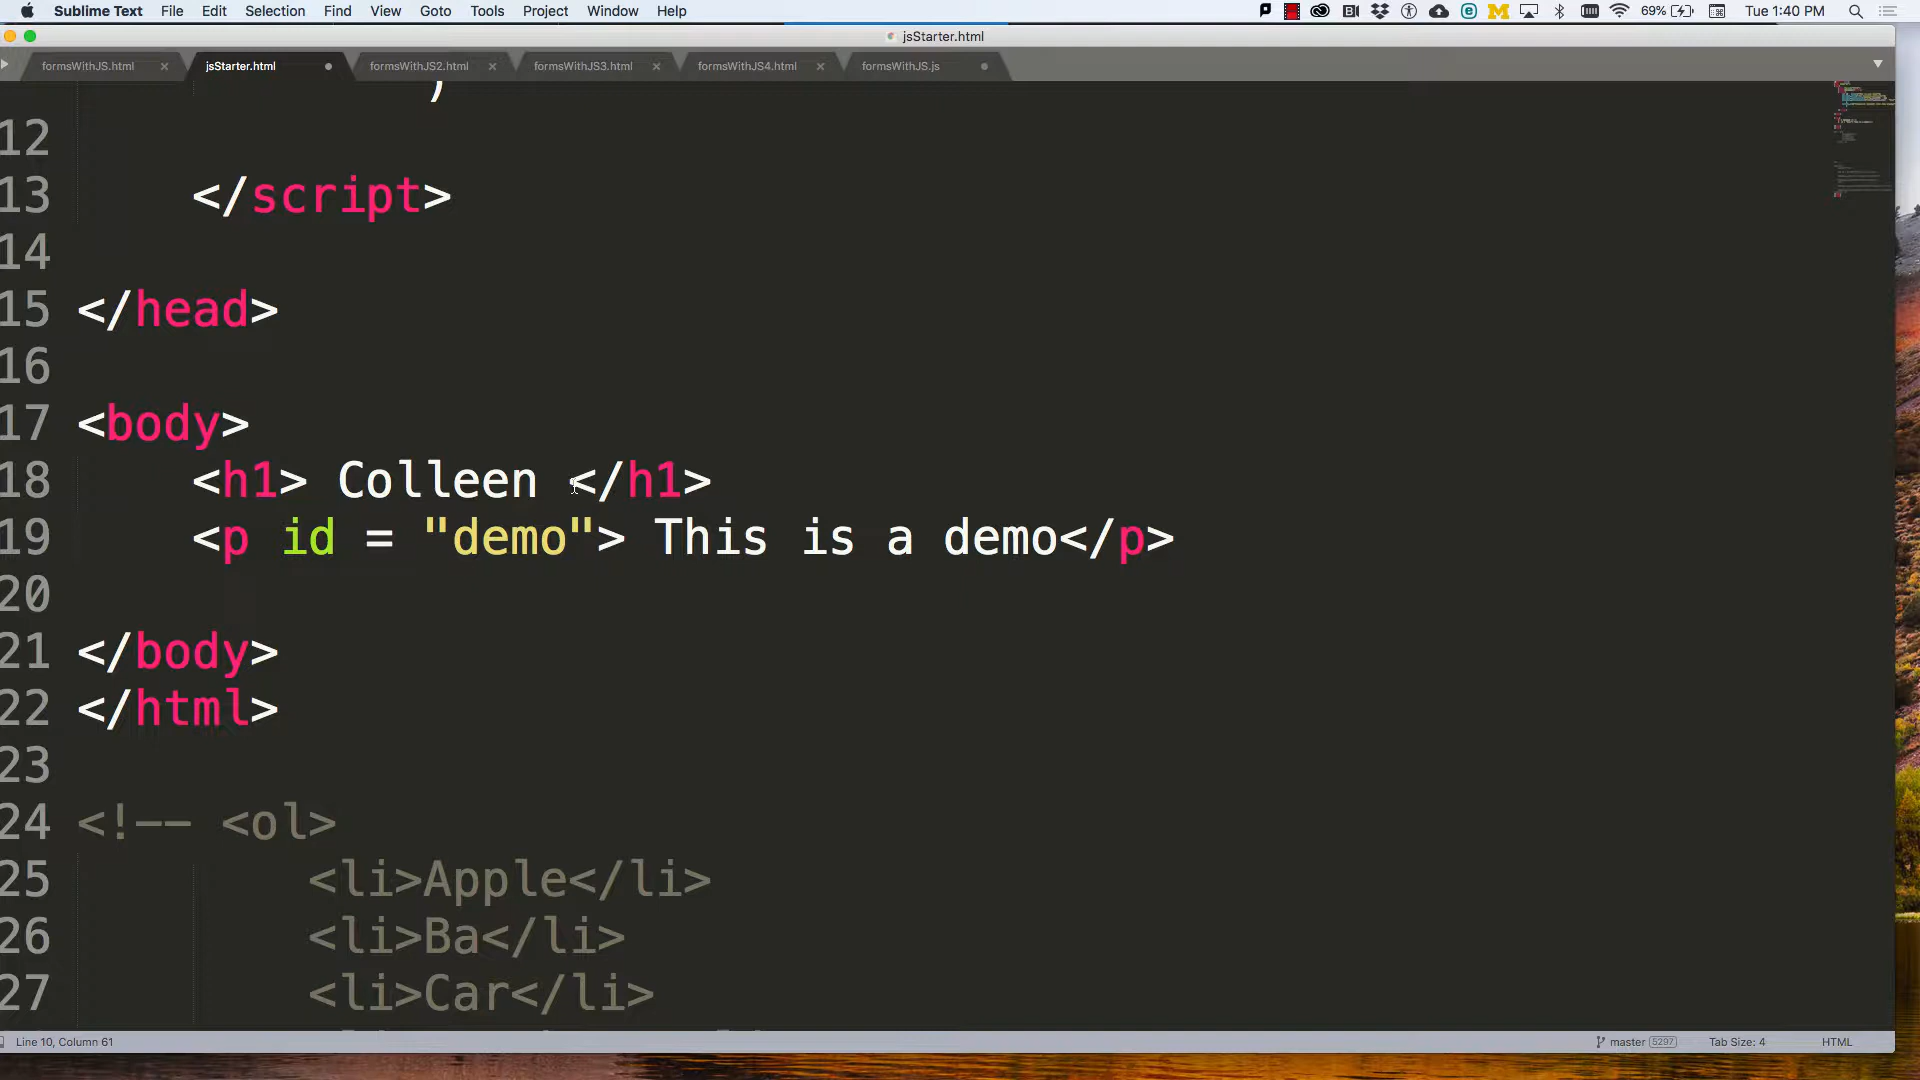 Sublime Text File Edit Selection Find View Goto Tools Project Window Help 69% Tue 1:40 PM
jsStarter.html
formsWithJS.html jsStarter.html formsWithJS2.html formsWithJS3.html formsWithJS4.html formsWithJS.js
12
13 </script>
14
15 </head>
16
17 <body>
18 <h1> Colleen </h1>
19 <p id = "demo"> This is a demo</p>
20
21 </body>
22 </html>
23
24 <!-- <ol>
25 <li>Apple</li>
26 <li>Ba</li>
27 <li>Car</li>
Line 10, Column 61 master 5297 Tab Size: 4 HTML